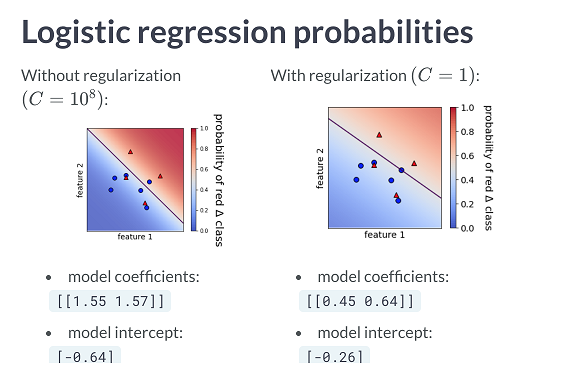 Logistic regression probabilities
Without regularization
(C = 10⁸):
1.0
0.8
0.6
0.4
0.2
0.0
probability of red Δ class
feature 2
feature 1
• model coefficients:
[[1.55 1.57]]
• model intercept:
[-0.64]
With regularization (C = 1):
1.0
0.8
0.6
0.4
0.2
0.0
probability of red Δ class
feature 2
feature 1
• model coefficients:
[[0.45 0.64]]
• model intercept:
[-0.26]